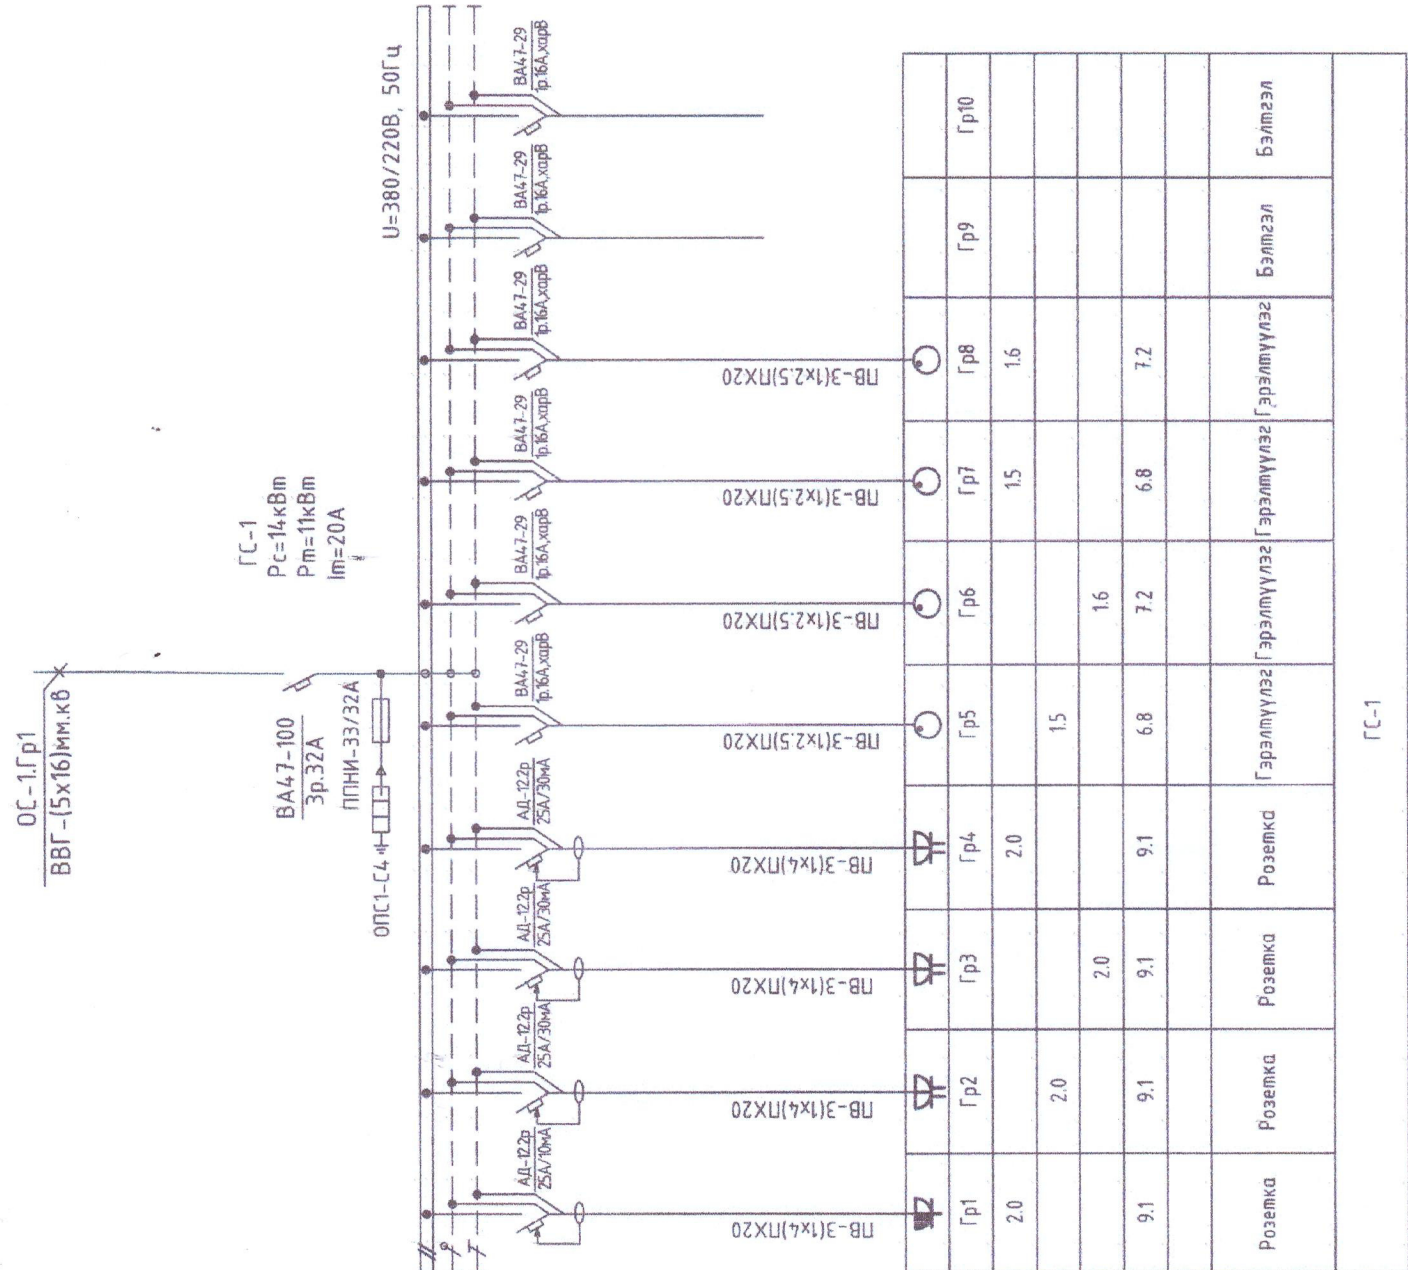 ОС-1.Гр1
ВВГ-(5х16)мм.кв
ГС-1
Рс=14кВт
Рт=11кВт
Iт=20А
ВА47-100
3р.32А
ППНИ-33/32А
ОПС1-С4
U=380/220В, 50Гц
АД-12.2р
25А/10мА
АД-12.2р
25А/30мА
АД-12.2р
25А/30мА
АД-12.2р
25А/30мА
ВА47-29
1р.16А,харВ
ВА47-29
1р.16А,харВ
ВА47-29
1р.16А,харВ
ВА47-29
1р.16А,харВ
ВА47-29
1р.16А,харВ
ВА47-29
1р.16А,харВ
ПВ-3(1х4)ПХ20
ПВ-3(1х4)ПХ20
ПВ-3(1х4)ПХ20
ПВ-3(1х4)ПХ20
ПВ-3(1х2.5)ПХ20
ПВ-3(1х2.5)ПХ20
ПВ-3(1х2.5)ПХ20
ПВ-3(1х2.5)ПХ20
Гр1 Гр2 Гр3 Гр4 Гр5 Гр6 Гр7 Гр8 Гр9 Гр10
2.0 2.0 1.5 1.6
2.0 1.5
2.0 1.6
9.1 9.1 9.1 9.1 6.8 7.2 6.8 7.2
Розетка Розетка Розетка Розетка Гэрэлтүүлэг Гэрэлтүүлэг Гэрэлтүүлэг Гэрэлтүүлэг Бэлтгэл Бэлтгэл
ГС-1